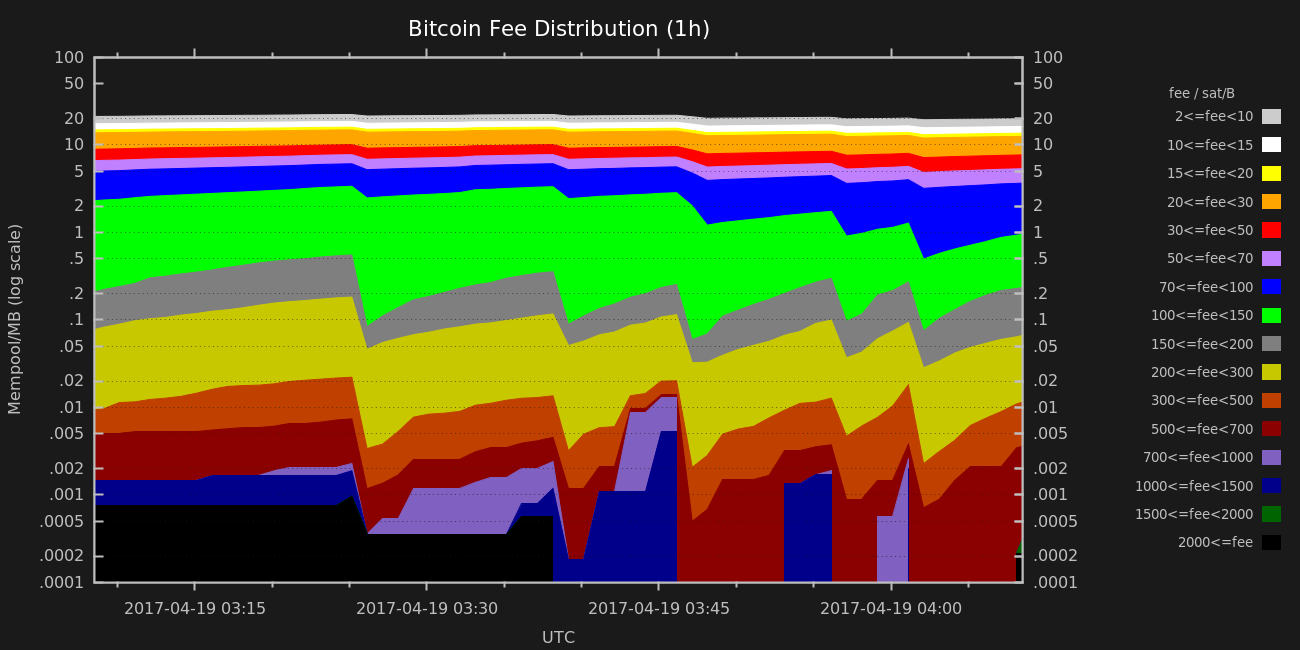 Bitcoin Fee Distribution (1h)
100
50
20
10
5
2
1
.5
.2
.1
.05
.02
.01
.005
.002
.001
.0005
.0002
.0001
Mempool/MB (log scale)
2017-04-19 03:15
2017-04-19 03:30
2017-04-19 03:45
2017-04-19 04:00
UTC
100
50
20
10
5
2
1
.5
.2
.1
.05
.02
.01
.005
.002
.001
.0005
.0002
.0001
fee / sat/B
2<=fee<10
10<=fee<15
15<=fee<20
20<=fee<30
30<=fee<50
50<=fee<70
70<=fee<100
100<=fee<150
150<=fee<200
200<=fee<300
300<=fee<500
500<=fee<700
700<=fee<1000
1000<=fee<1500
1500<=fee<2000
2000<=fee